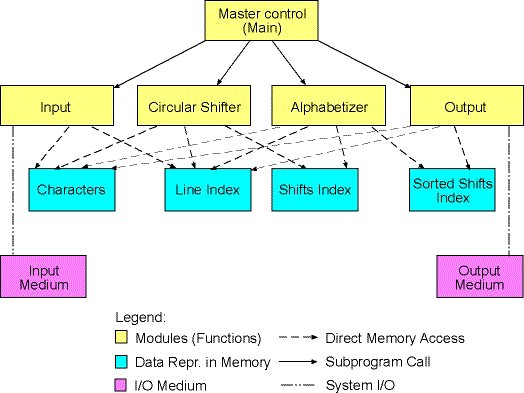 Master control
(Main)
Input
Circular Shifter
Alphabetizer
Output
Characters
Line Index
Shifts Index
Sorted Shifts
Index
Input
Medium
Output
Medium
Legend:
Modules (Functions)
Direct Memory Access
Data Repr. in Memory
Subprogram Call
I/O Medium
System I/O